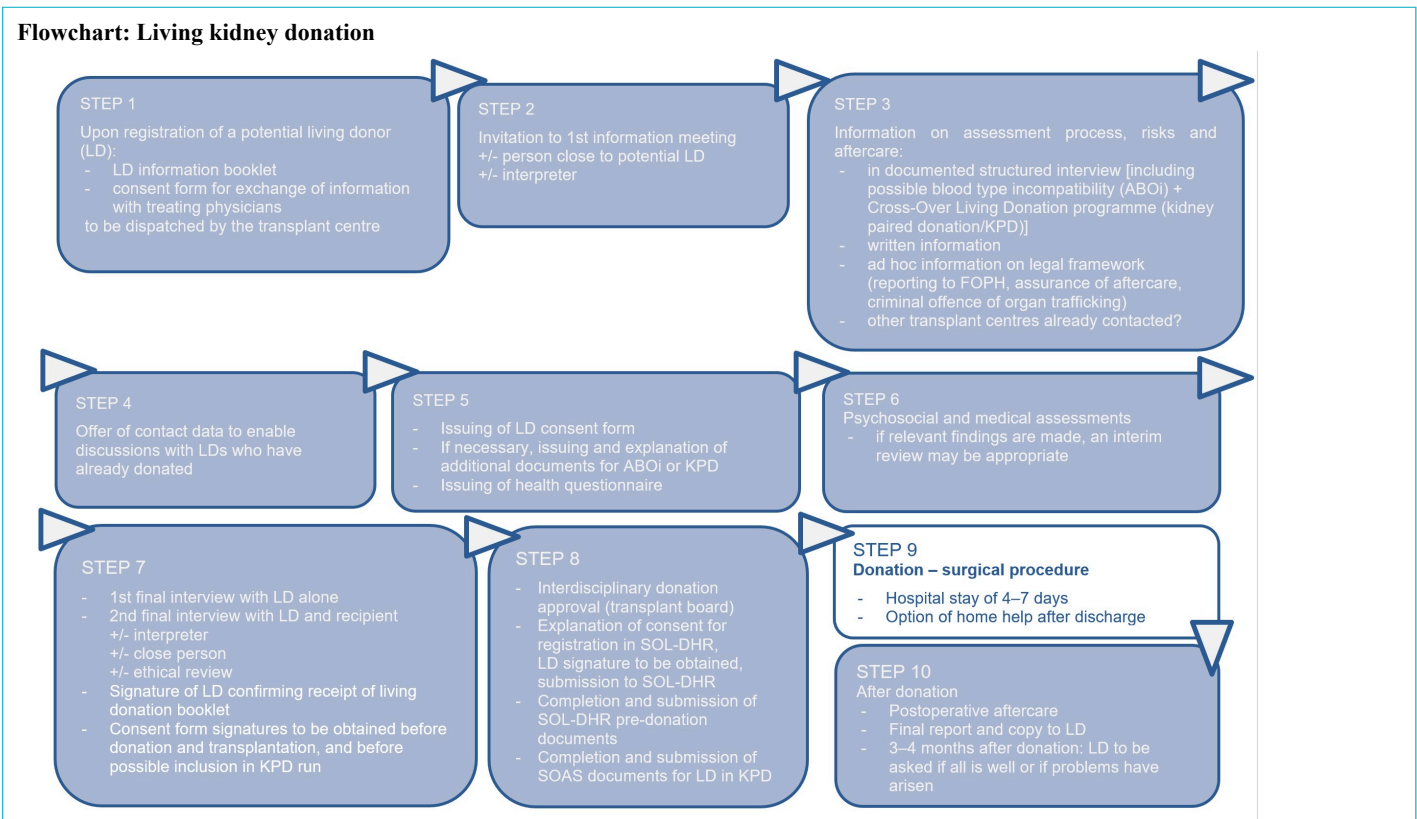 Flowchart: Living kidney donation
STEP 1
Upon registration of a potential living donor
(LD):
- LD information booklet
- consent form for exchange of information
with treating physicians
to be dispatched by the transplant centre
STEP 2
Invitation to 1st information meeting
+/- person close to potential LD
+/- interpreter
STEP 3
Information on assessment process, risks and
aftercare:
- in documented structured interview [including
possible blood type incompatibility (ABOi) +
Cross-Over Living Donation programme (kidney
paired donation/KPD)]
- written information
- ad hoc information on legal framework
(reporting to FOPH, assurance of aftercare,
criminal offence of organ trafficking)
- other transplant centres already contacted?
STEP 4
Offer of contact data to enable
discussions with LDs who have
already donated
STEP 5
- Issuing of LD consent form
- If necessary, issuing and explanation of
additional documents for ABOi or KPD
- Issuing of health questionnaire
STEP 6
Psychosocial and medical assessments
- if relevant findings are made, an interim
review may be appropriate
STEP 7
- 1st final interview with LD alone
- 2nd final interview with LD and recipient
+/- interpreter
+/- close person
+/- ethical review
- Signature of LD confirming receipt of living
donation booklet
- Consent form signatures to be obtained before
donation and transplantation, and before
possible inclusion in KPD run
STEP 8
- Interdisciplinary donation
approval (transplant board)
- Explanation of consent for
registration in SOL-DHR,
LD signature to be obtained,
submission to SOL-DHR
- Completion and submission of
SOL-DHR pre-donation
documents
- Completion and submission of
SOAS documents for LD in KPD
STEP 9
Donation – surgical procedure
- Hospital stay of 4–7 days
- Option of home help after discharge
STEP 10
After donation
- Postoperative aftercare
- Final report and copy to LD
- 3–4 months after donation: LD to be
asked if all is well or if problems have
arisen